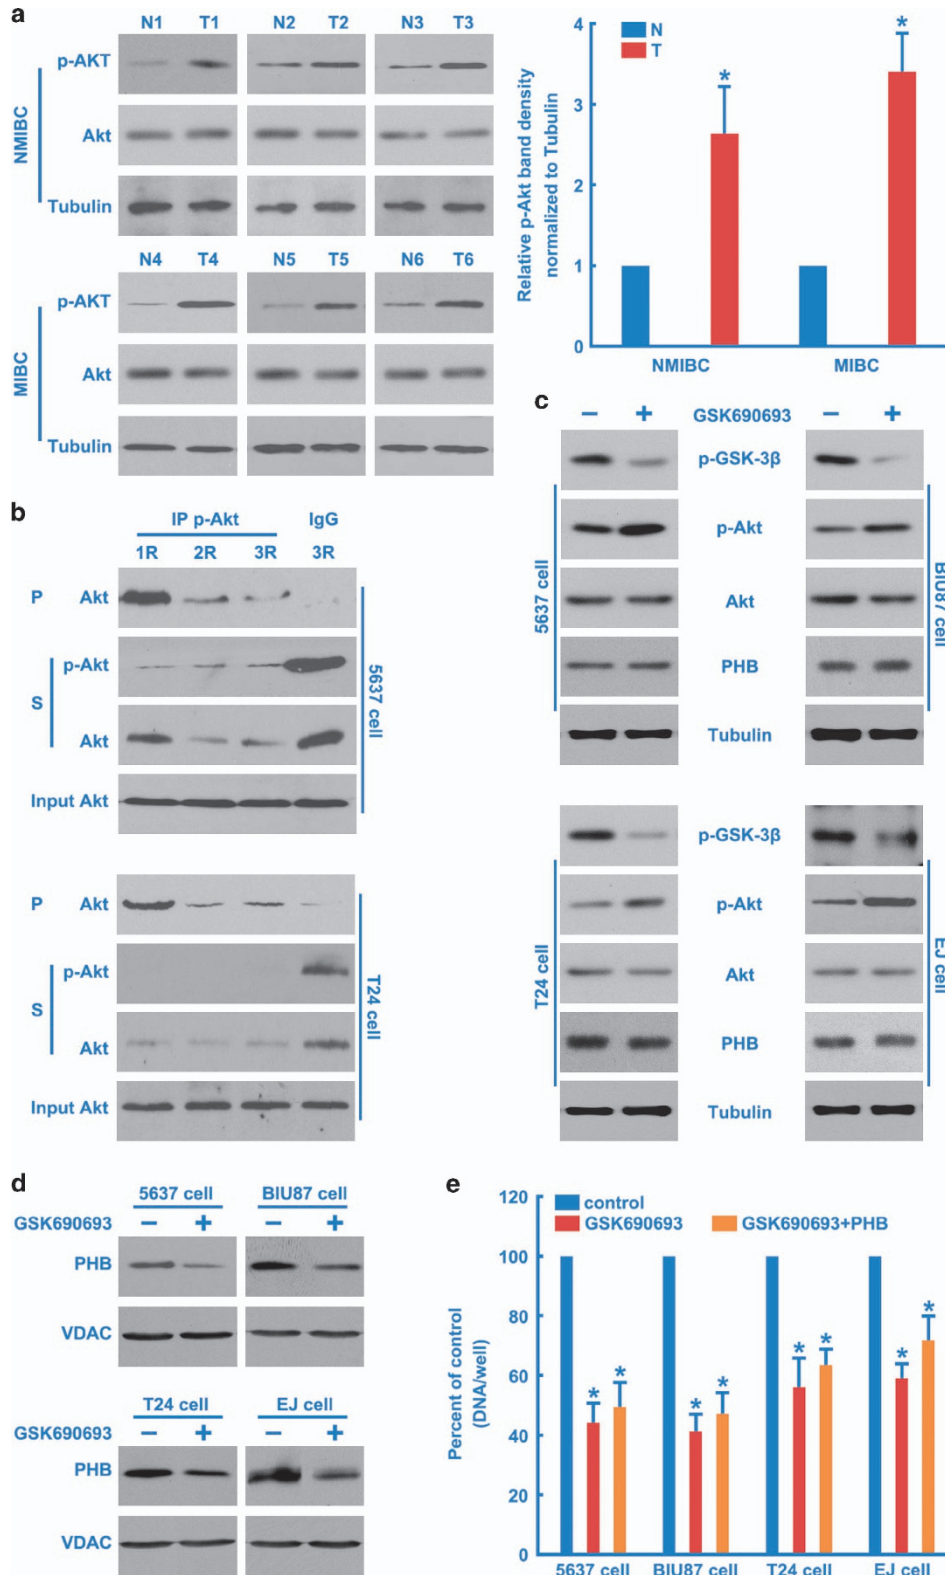 a
N1 T1 N2 T2 N3 T3
p-AKT
Akt
Tubulin
NMIBC
N4 T4 N5 T5 N6 T6
p-AKT
Akt
Tubulin
MIBC
Relative p-Akt band density
normalized to Tubulin
4
3
2
1
0
N
T
*
*
NMIBC MIBC
b
IP p-Akt IgG
1R 2R 3R 3R
P Akt
p-Akt
S
Akt
Input Akt
5637 cell
P Akt
p-Akt
S
Akt
Input Akt
T24 cell
c
− + GSK690693 − +
p-GSK-3β
p-Akt
Akt
PHB
Tubulin
5637 cell
BIU87 cell
p-GSK-3β
p-Akt
Akt
PHB
Tubulin
T24 cell
EJ cell
d
5637 cell BIU87 cell
GSK690693 − + − +
PHB
VDAC
T24 cell EJ cell
GSK690693 − + − +
PHB
VDAC
e
Percent of control
(DNA/well)
120
100
80
60
40
20
0
control
GSK690693 GSK690693+PHB
* * * * * * * *
5637 cell BIU87 cell T24 cell EJ cell